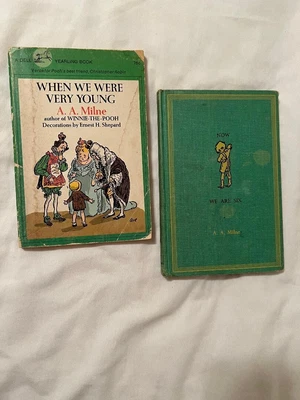 YEARLING BOOK
WHEN WE WERE
VERY YOUNG
A. A. Milne
author of WINNIE-THE-POOH
Decorations by Ernest H. Shepard
NOW
WE ARE SIX
A. A. Milne